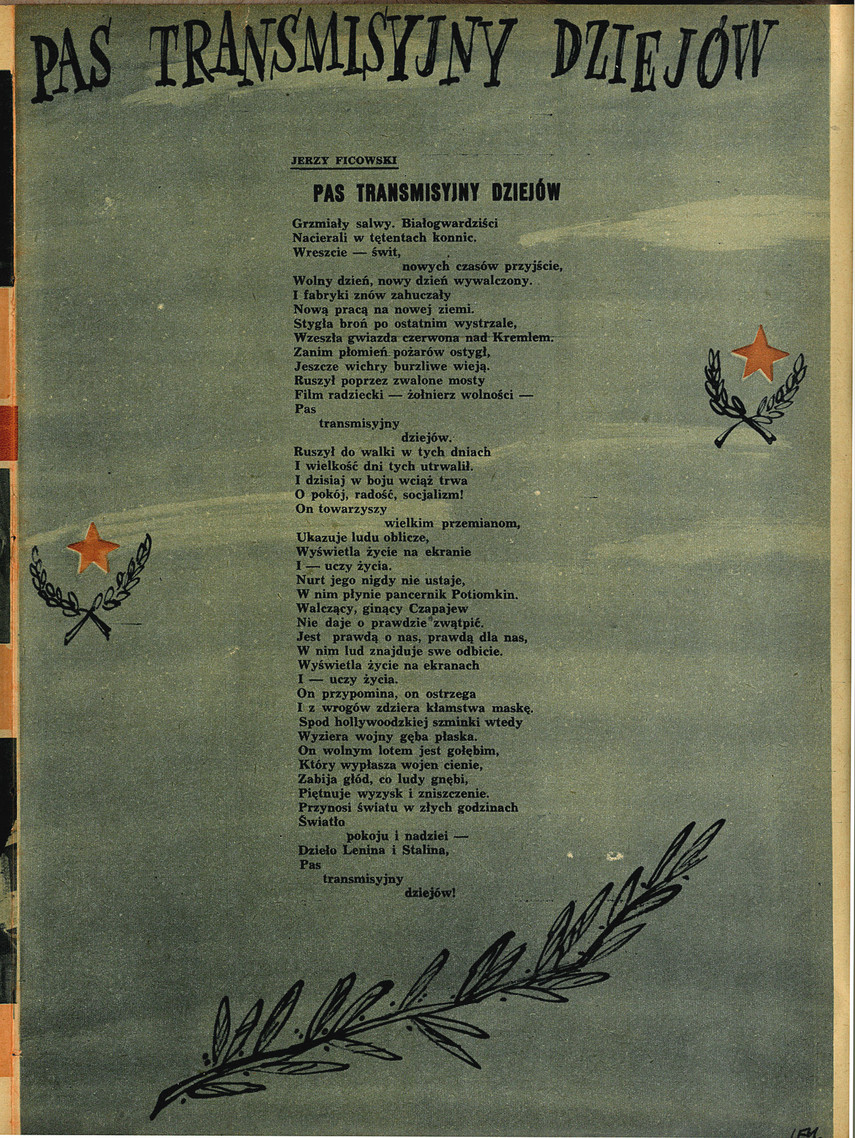 PAS TRANSMISYJNY DZIEJÓW
JERZY FICOWSKI
PAS TRANSMISYJNY DZIEJÓW
Grzmiały salwy. Białogwardziści
Nacierali w tętentach konnic.
Wreszcie — świt,
nowych czasów przyjście,
Wolny dzień, nowy dzień wywalczony.
I fabryki znów zahuczały
Nową pracą na nowej ziemi.
Stygła broń po ostatnim wystrzale,
Wzeszła gwiazda czerwona nad Kremlem.
Zanim płomień pożarów ostygł,
Jeszcze wichry burzliwe wieją.
Ruszył poprzez zwalone mosty
Film radziecki — żołnierz wolności —
Pas
transmisyjny
dziejów.
Ruszył do walki w tych dniach
I wielkość dni tych utrwalił.
I dzisiaj w boju wciąż trwa
O pokój, radość, socjalizm!
On towarzyszy
wielkim przemianom,
Ukazuje ludu oblicze,
Wyświetla życie na ekranie
I — uczy życia.
Nurt jego nigdy nie ustaje,
W nim płynie pancernik Potiomkin.
Walczący, ginący Czapajew
Nie daje o prawdzie zwątpić.
Jest prawdą o nas, prawdą dla nas,
W nim lud znajduje swe odbicie.
Wyświetla życie na ekranach
I — uczy życia.
On przypomina, on ostrzega
I z wrogów zdziera kłamstwa maskę.
Spod hollywoodzkiej szminki wtedy
Wyziera wojny gęba płaska.
On wolnym lotem jest gołębim,
Który wypłasza wojen cienie,
Zabija głód, co ludy gnębi,
Piętnuje wyzysk i zniszczenie.
Przynosi światu w złych godzinach
Światło
pokoju i nadziei —
Dzieło Lenina i Stalina,
Pas
transmisyjny
dziejów!